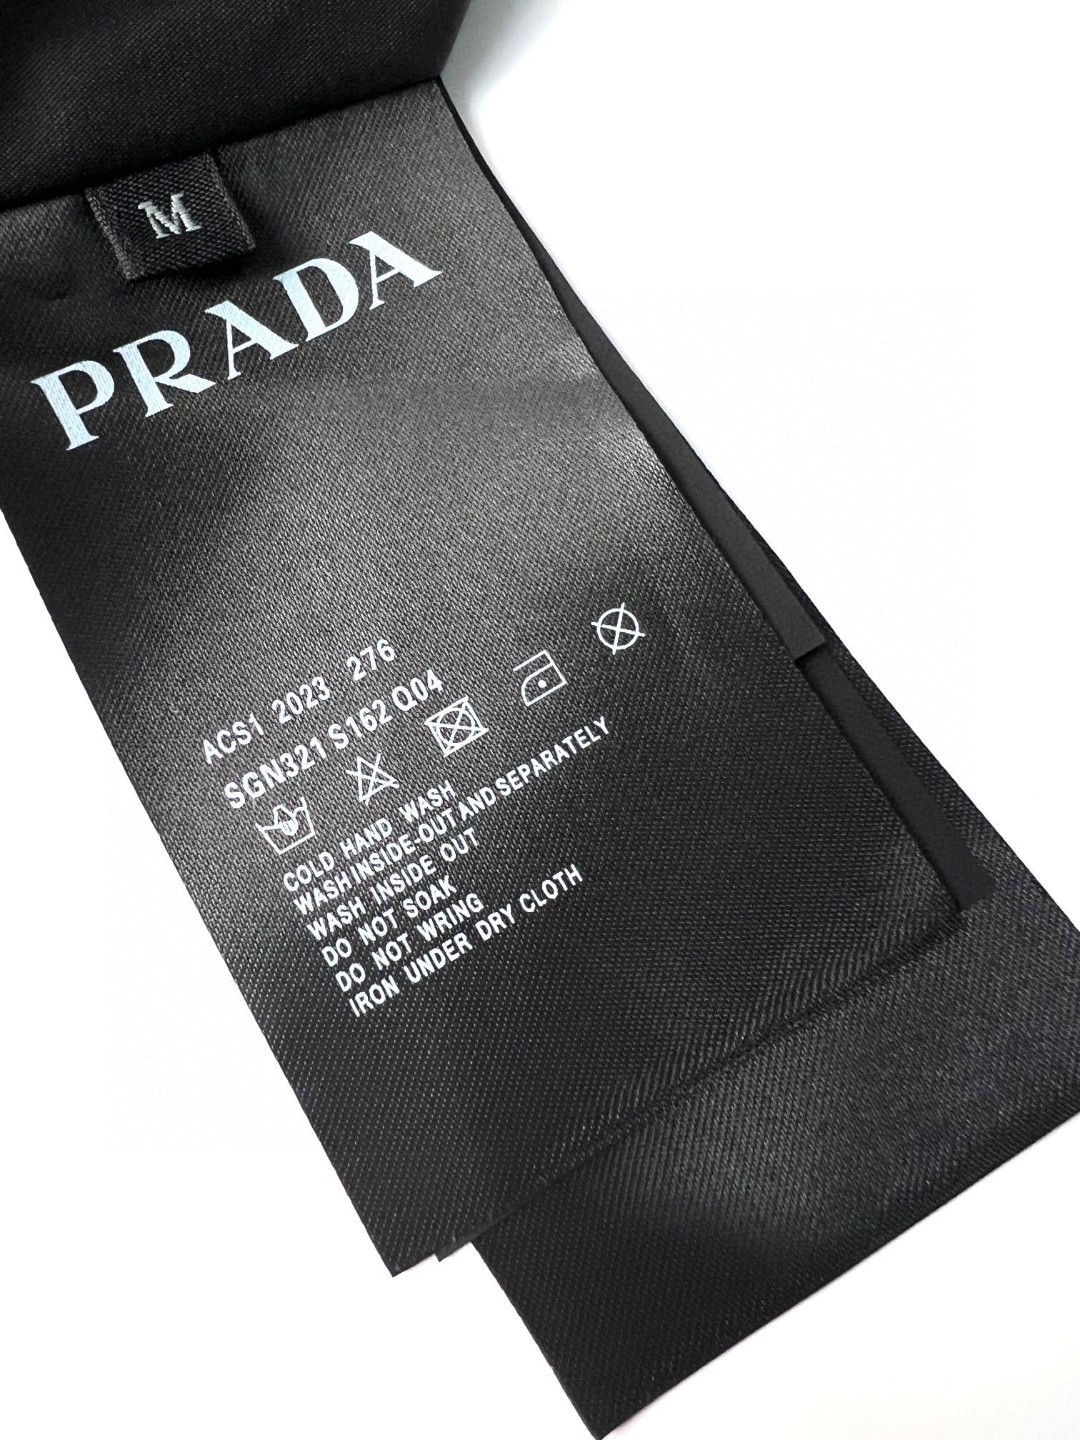 M
PRADA
ACS1 2023 276
SGN321 S162 Q04
COLD HAND WASH
WASH INSIDE-OUT AND SEPARATELY
WASH INSIDE OUT
DO NOT SOAK
DO NOT WRING
IRON UNDER DRY CLOTH